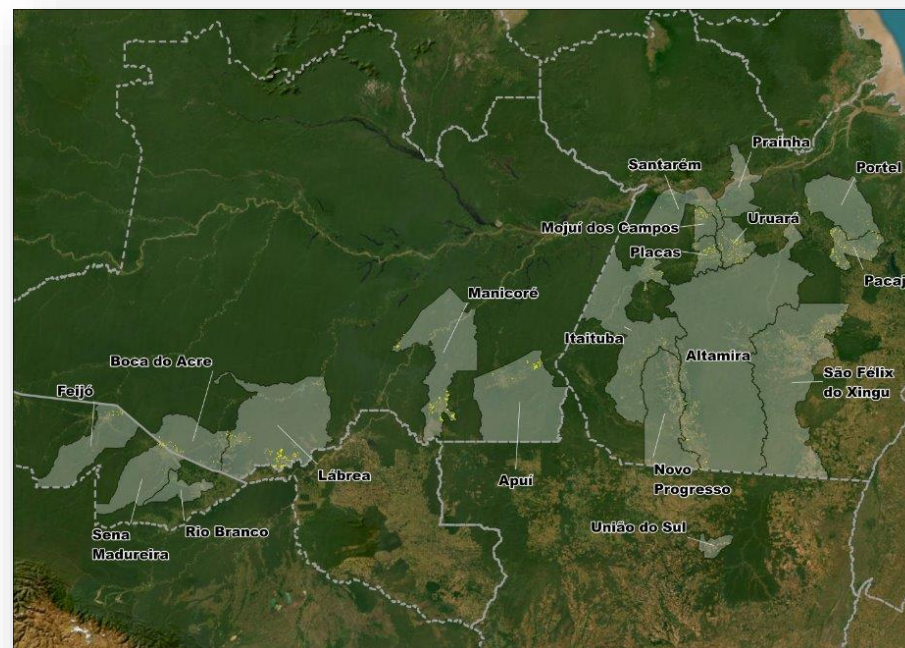 Prainha
Santarém
Portel
Mojuí dos Campos
Uruará
Placas
Pacaj
Manicoré
Itaituba
Boca do Acre
Altamira
Feijó
São Félix
do Xingu
Lábrea
Apuí
Novo
Progresso
Rio Branco
Sena
Madureira
União do Sul